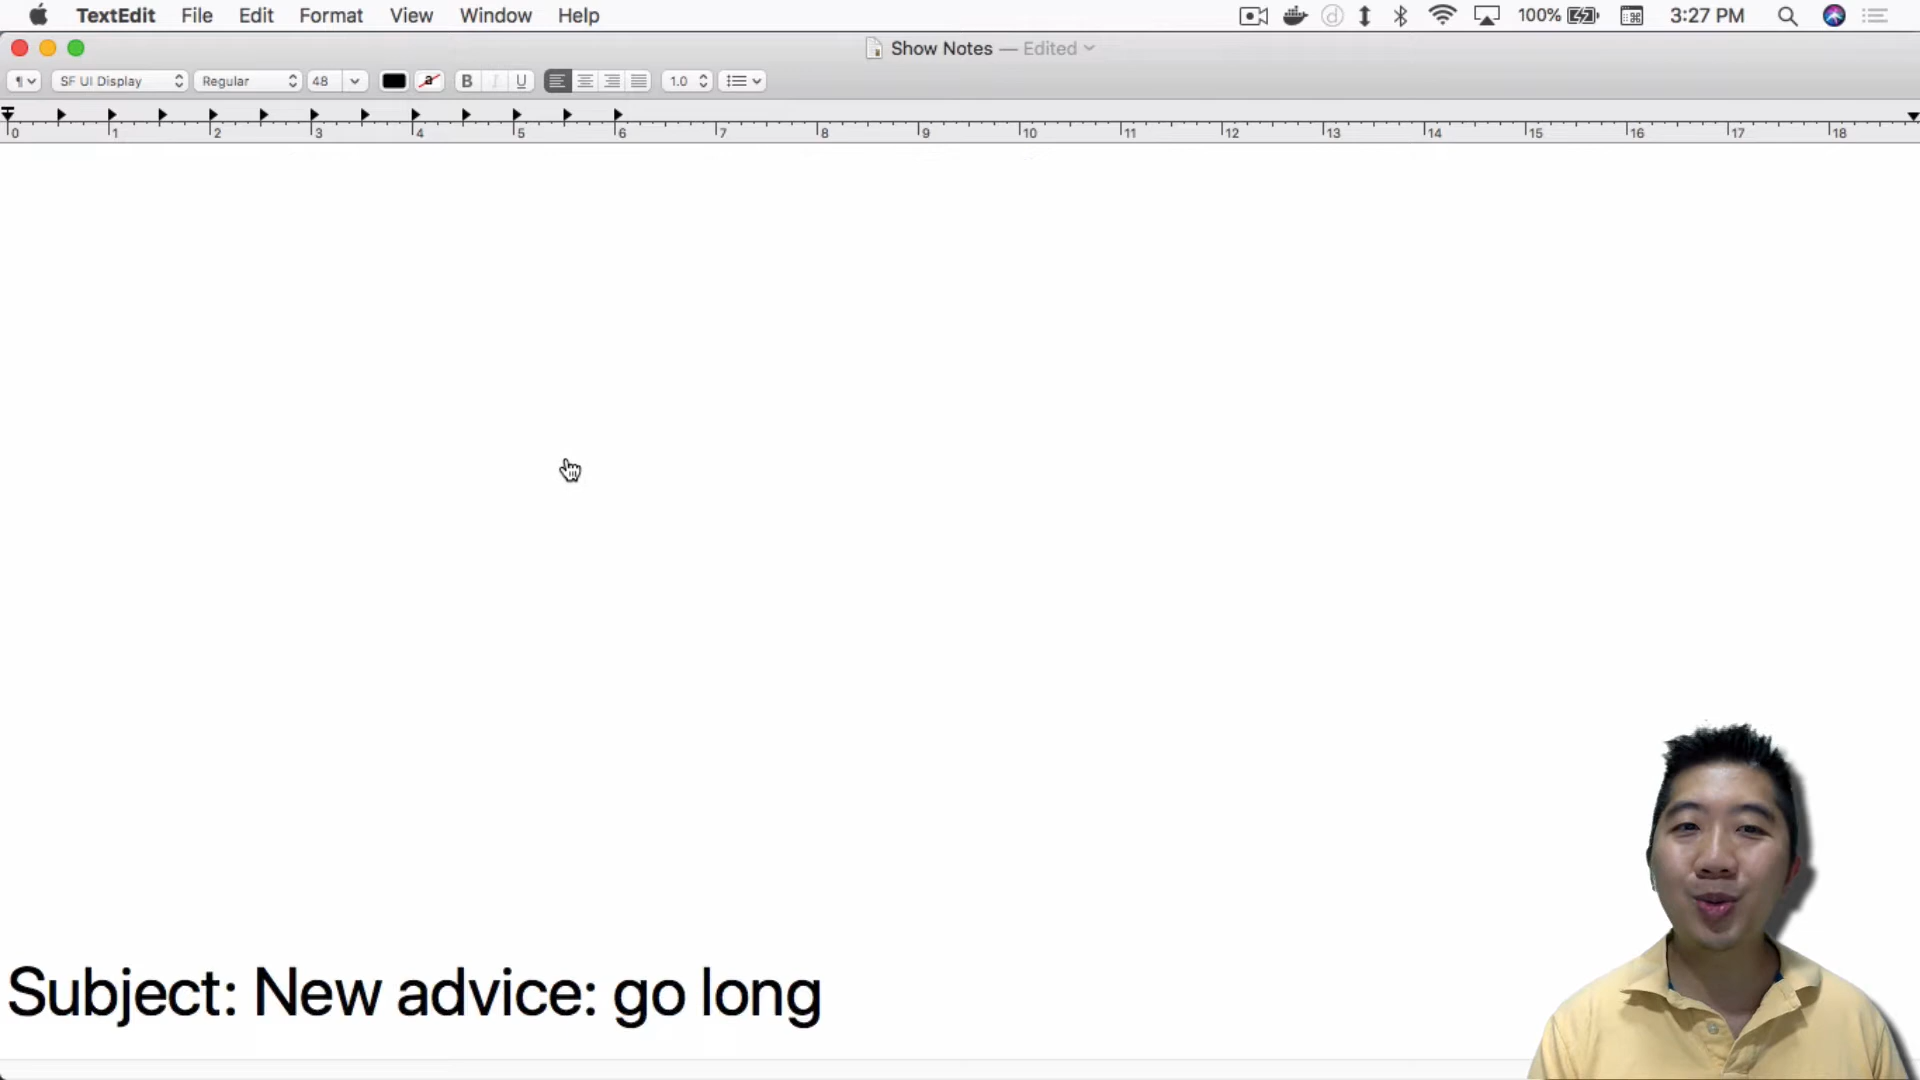 TextEdit File Edit Format View Window Help 100% 3:27 PM
Show Notes — Edited
SF UI Display Regular 48 a B I U 1.0
0 1 2 3 4 5 6 7 8 9 10 11 12 13 14 15 16 17 18
Subject: New advice: go long